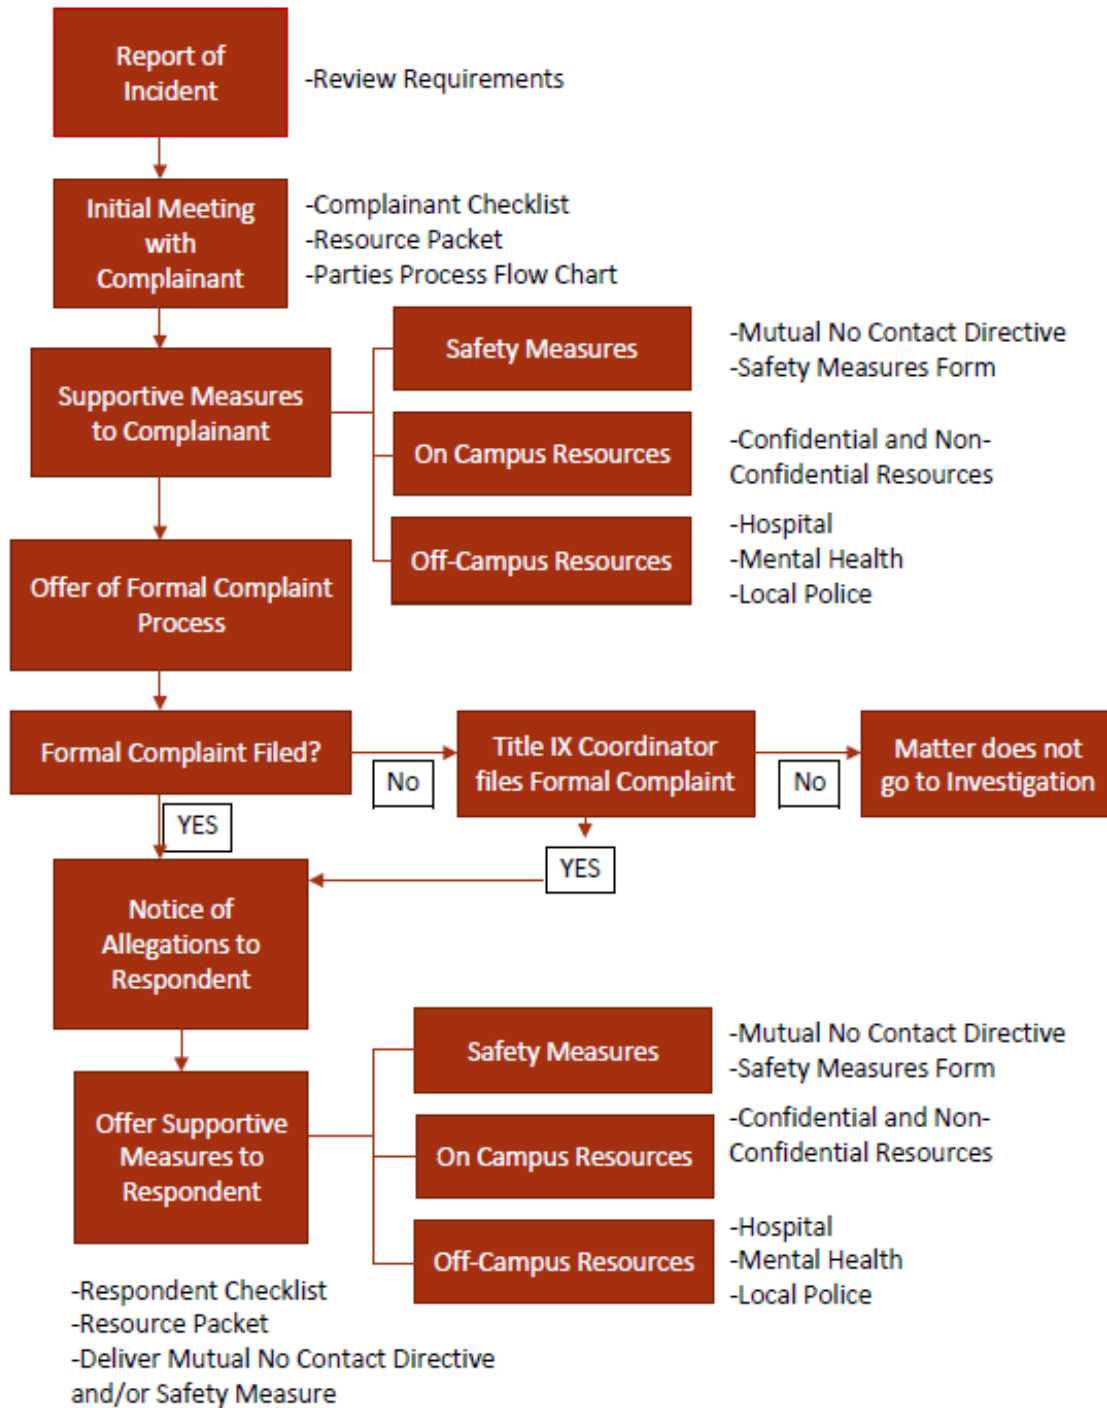 Report of
Incident
-Review Requirements
Initial Meeting
with
Complainant
-Complainant Checklist
-Resource Packet
-Parties Process Flow Chart
Supportive Measures
to Complainant
Safety Measures
-Mutual No Contact Directive
-Safety Measures Form
On Campus Resources
-Confidential and Non-
Confidential Resources
Off-Campus Resources
-Hospital
-Mental Health
-Local Police
Offer of Formal Complaint
Process
Formal Complaint Filed?
No
Title IX Coordinator
files Formal Complaint
No
Matter does not
go to Investigation
YES
YES
Notice of
Allegations to
Respondent
Offer Supportive
Measures to
Respondent
Safety Measures
-Mutual No Contact Directive
-Safety Measures Form
On Campus Resources
-Confidential and Non-
Confidential Resources
Off-Campus Resources
-Hospital
-Mental Health
-Local Police
-Respondent Checklist
-Resource Packet
-Deliver Mutual No Contact Directive
and/or Safety Measure